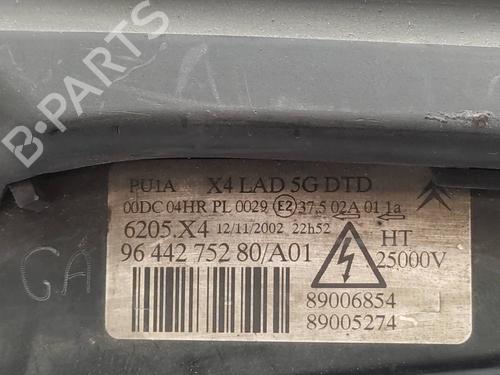 B-PARTS
PU1A X4 LAD 5G DTD
00DC 04HR PL 0029 E2 37.5 02A 01 1a
6205.X4 12/11/2002 22h52
96 442 752 80/A01
HT
25000V
89006854
89005274
GA